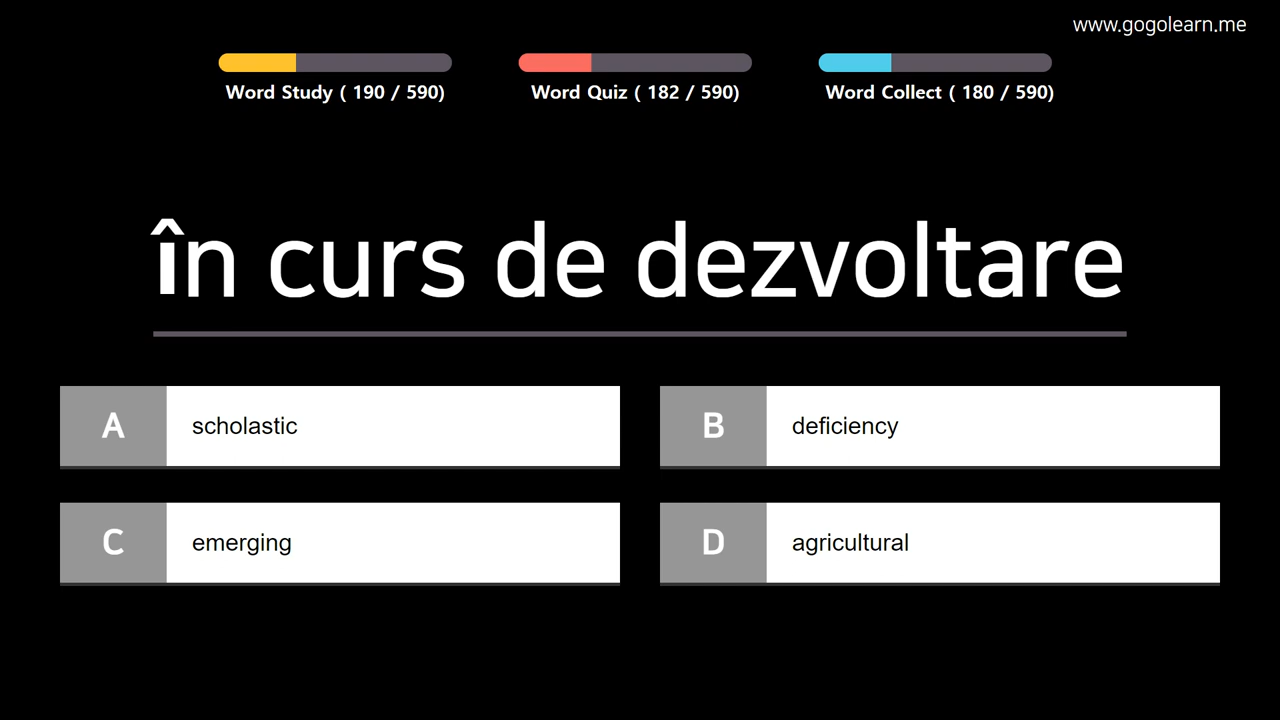 www.gogolearn.me
Word Study ( 190 / 590)
Word Quiz ( 182 / 590)
Word Collect ( 180 / 590)
în curs de dezvoltare
A scholastic
B deficiency
C emerging
D agricultural